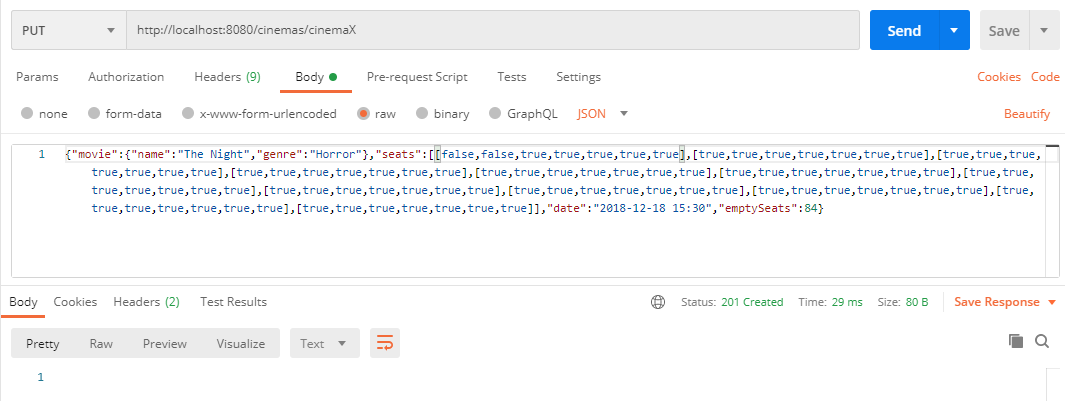 PUT
http://localhost:8080/cinemas/cinemaX
Send
Save
Params
Authorization
Headers (9)
Body
Pre-request Script
Tests
Settings
Cookies
Code
none
form-data
x-www-form-urlencoded
raw
binary
GraphQL
JSON
Beautify
1 {"movie":{"name":"The Night","genre":"Horror"},"seats":[[false,false,true,true,true,true,true],[true,true,true,true,true,true,true],[true,true,true,
true,true,true,true],[true,true,true,true,true,true,true],[true,true,true,true,true,true,true],[true,true,true,true,true,true,true],[true,true,
true,true,true,true,true],[true,true,true,true,true,true,true],[true,true,true,true,true,true,true],[true,true,true,true,true,true,true],[true,
true,true,true,true,true,true],[true,true,true,true,true,true,true]],"date":"2018-12-18 15:30","emptySeats":84}
Body
Cookies
Headers (2)
Test Results
Status: 201 Created
Time: 29 ms
Size: 80 B
Save Response
Pretty
Raw
Preview
Visualize
Text
1